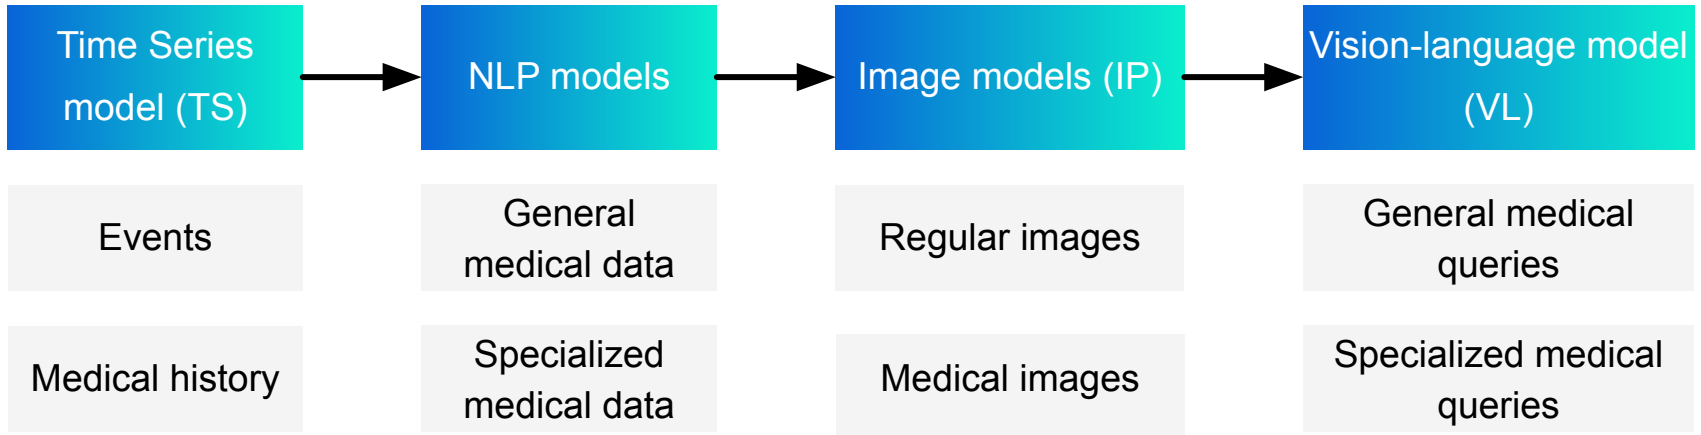 Time Series
model (TS)
NLP models
Image models (IP)
Vision-language model
(VL)
Events
General
medical data
Regular images
General medical
queries
Medical history
Specialized
medical data
Medical images
Specialized medical
queries